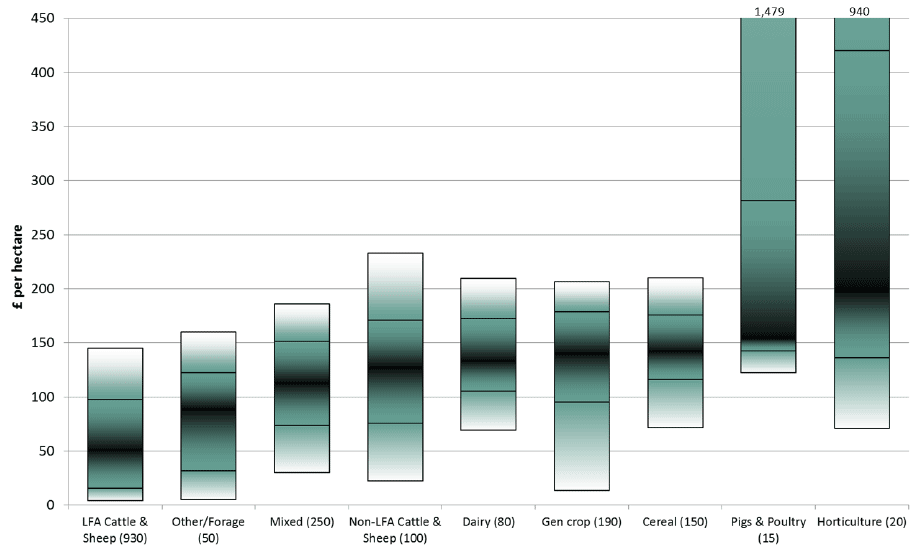 1,479
940
450
400
350
300
250
200
150
100
50
0
£ per hectare
LFA Cattle &
Sheep (930)
Other/Forage
(50)
Mixed (250)
Non-LFA Cattle &
Sheep (100)
Dairy (80)
Gen crop (190)
Cereal (150)
Pigs & Poultry
(15)
Horticulture (20)